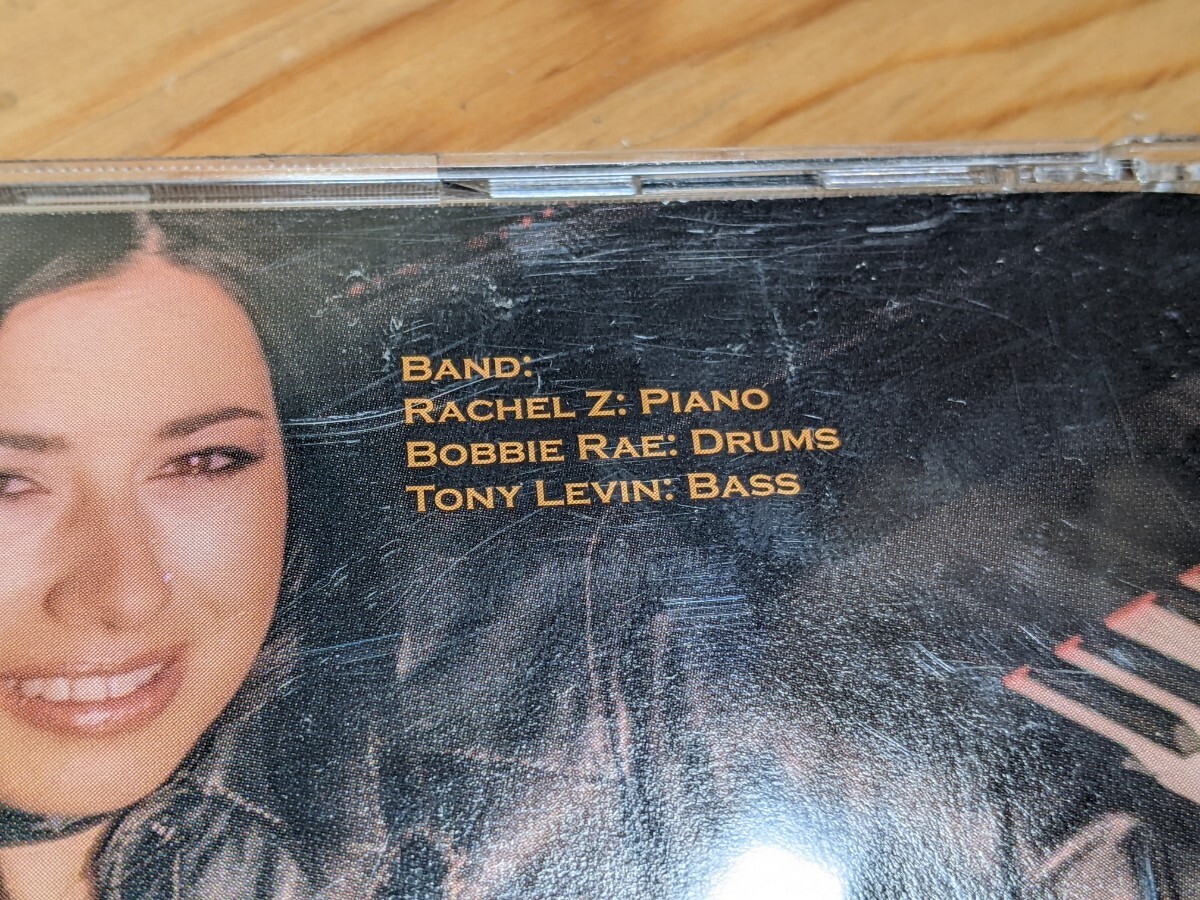 BAND:
RACHEL Z: PIANO
BOBBIE RAE: DRUMS
TONY LEVIN: BASS